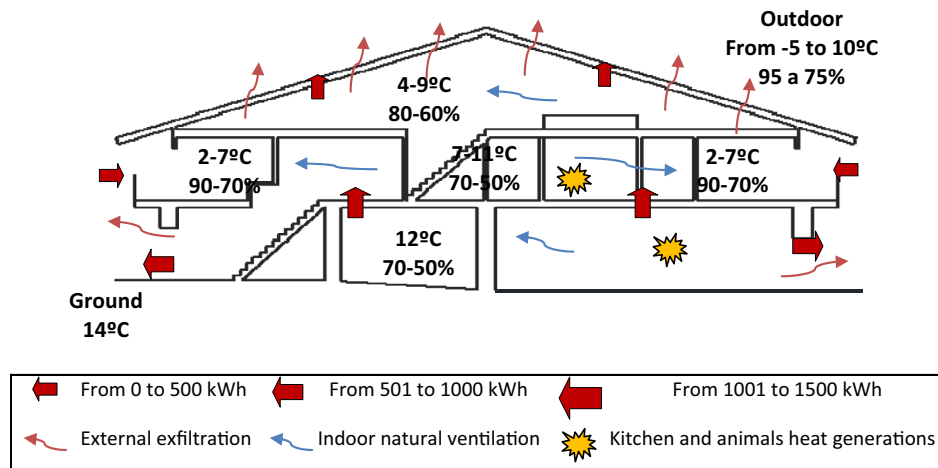 Outdoor
From -5 to 10ºC
95 a 75%
4-9ºC
80-60%
2-7ºC
90-70%
7-11ºC
70-50%
2-7ºC
90-70%
12ºC
70-50%
Ground
14ºC
From 0 to 500 kWh
From 501 to 1000 kWh
From 1001 to 1500 kWh
External exfiltration
Indoor natural ventilation
Kitchen and animals heat generations